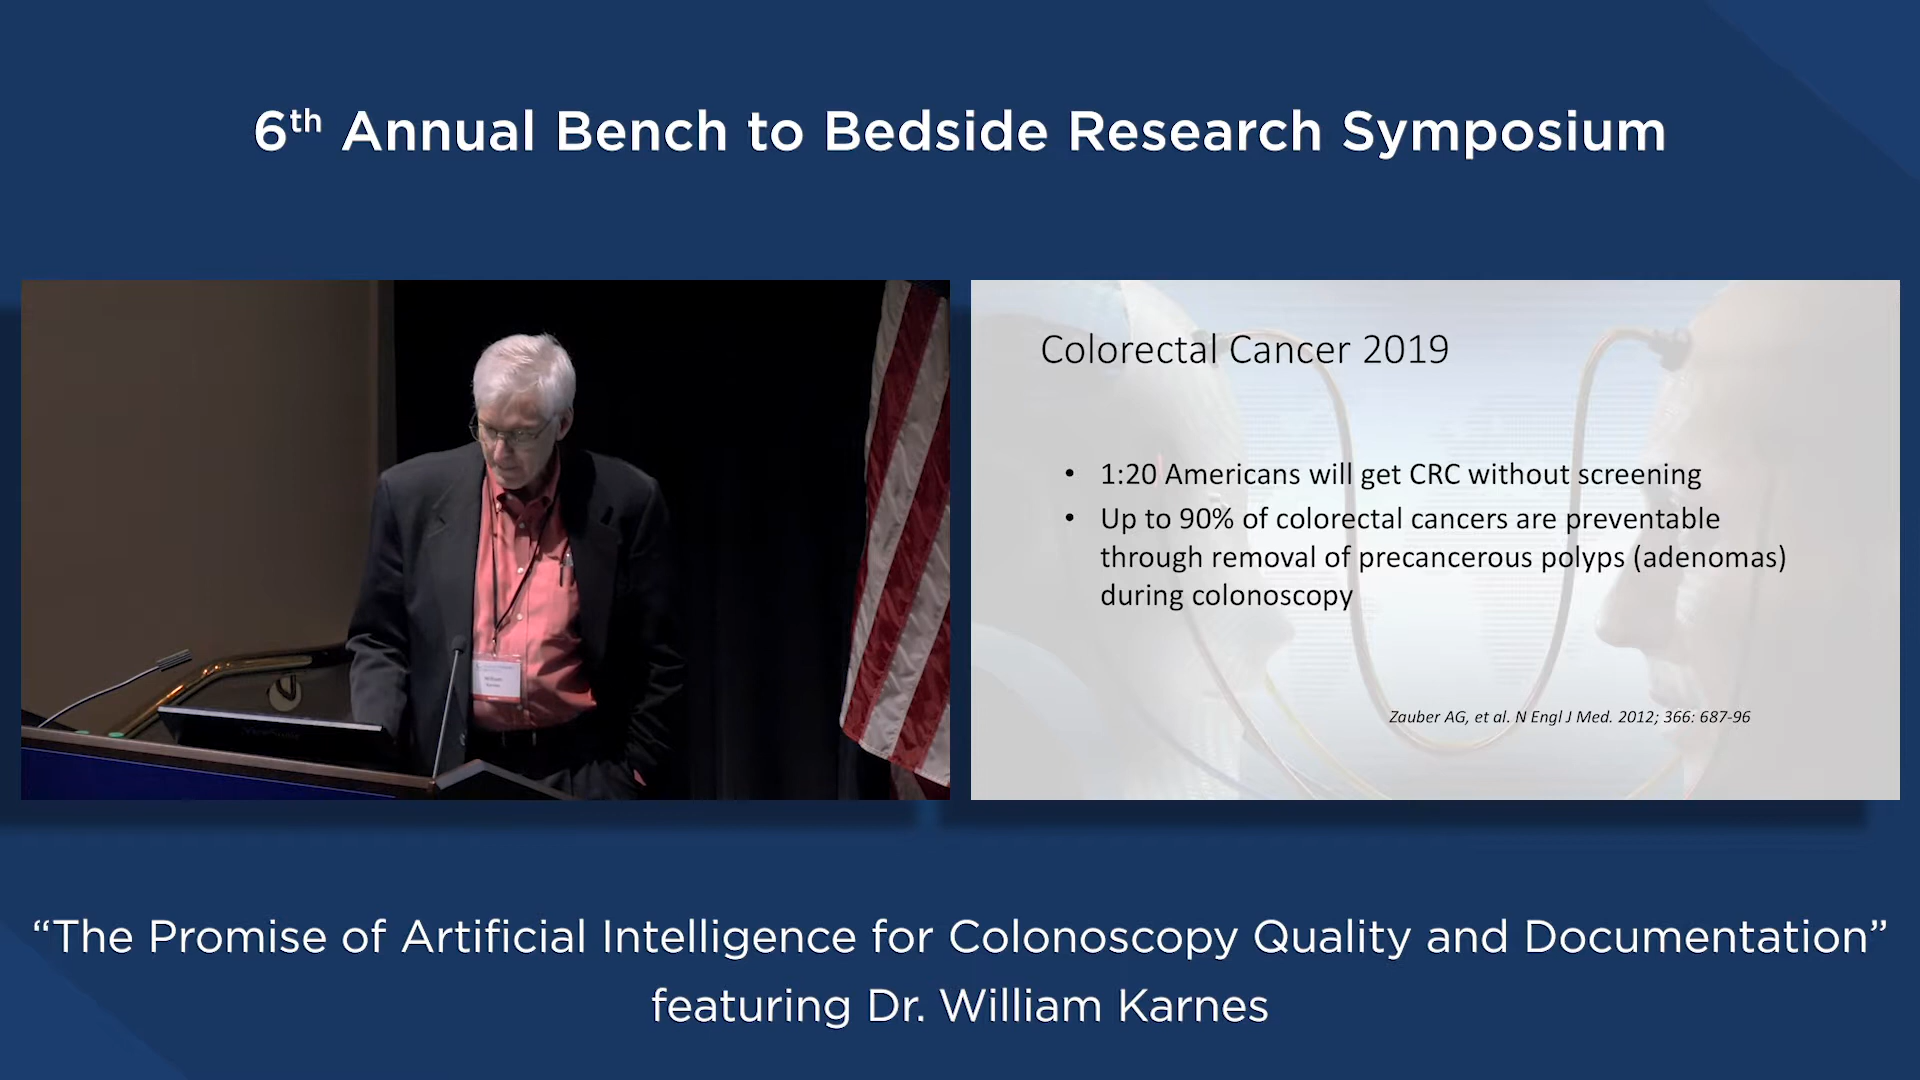 6th Annual Bench to Bedside Research Symposium
Colorectal Cancer 2019
• 1:20 Americans will get CRC without screening
• Up to 90% of colorectal cancers are preventable
through removal of precancerous polyps (adenomas)
during colonoscopy
Zauber AG, et al. N Engl J Med. 2012; 366: 687-96
William
“The Promise of Artificial Intelligence for Colonoscopy Quality and Documentation”
featuring Dr. William Karnes